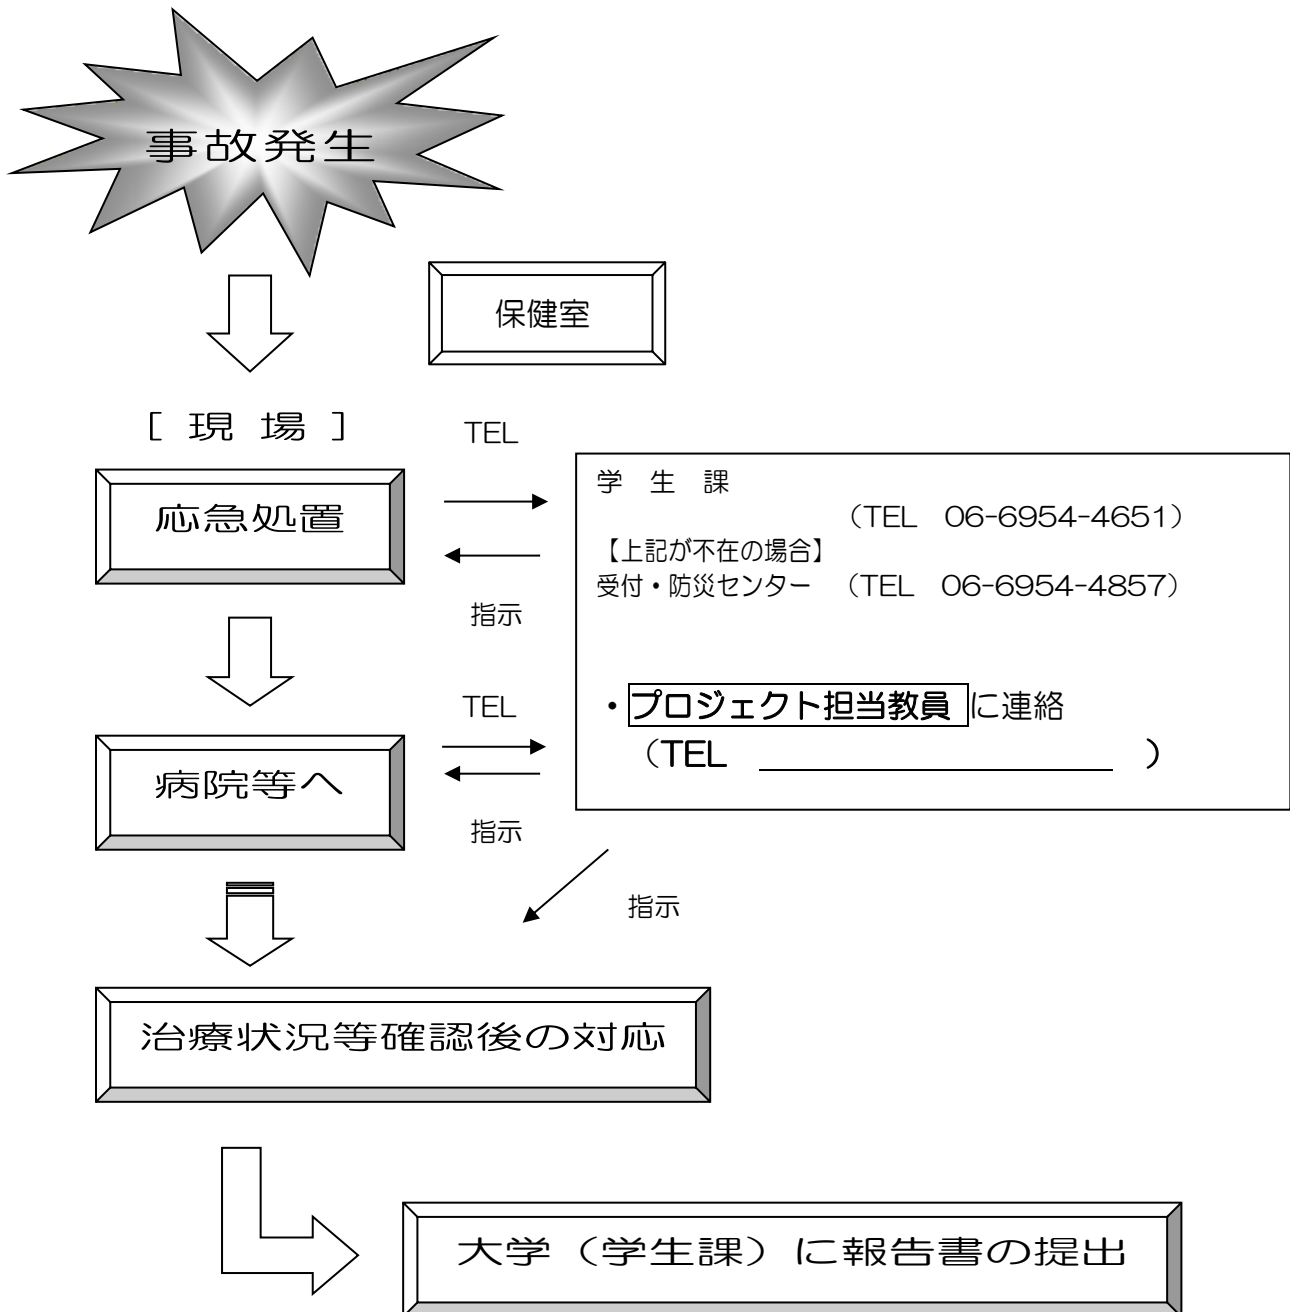 事故発生
保健室
[ 現 場 ]
TEL
応急処置
学 生 課
（TEL 06-6954-4651）
【上記が不在の場合】
受付・防災センター （TEL 06-6954-4857）
指示
・プロジェクト担当教員 に連絡
（TEL ）
TEL
病院等へ
指示
指示
治療状況等確認後の対応
大学（学生課）に報告書の提出